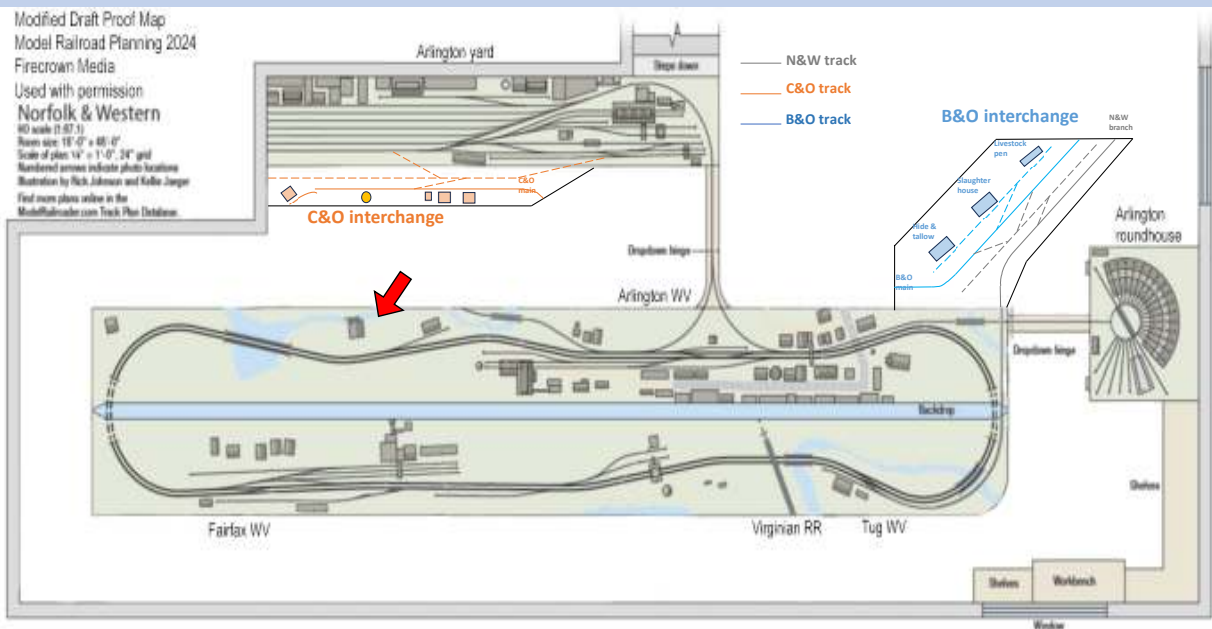 Modified Draft Proof Map
Model Railroad Planning 2024
Firecrown Media
Used with permission
Norfolk & Western
HO scale (1:87.1)
Room size: 18'-0" x 48'-0"
Scale of plan: ¼" = 1'-0", 24" grid
Numbered arrows indicate photo locations
Illustration by Rick Johnson and Kellie Jaeger
Find more plans online in the
ModelRailroader.com Track Plan Database.
Arlington yard
Steps down
N&W track
C&O track
B&O track
B&O interchange
N&W
branch
Livestock
pen
Slaughter
house
Hide &
tallow
B&O
main
C&O
main
C&O interchange
Arlington
roundhouse
Dropdown hinge
Arlington WV
Dropdown hinge
Backdrop
Shelves
Fairfax WV
Virginian RR
Tug WV
Shelves
Workbench
Window